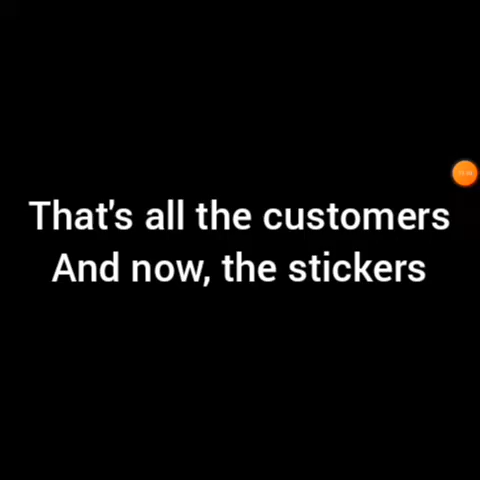 That's all the customers
And now, the stickers